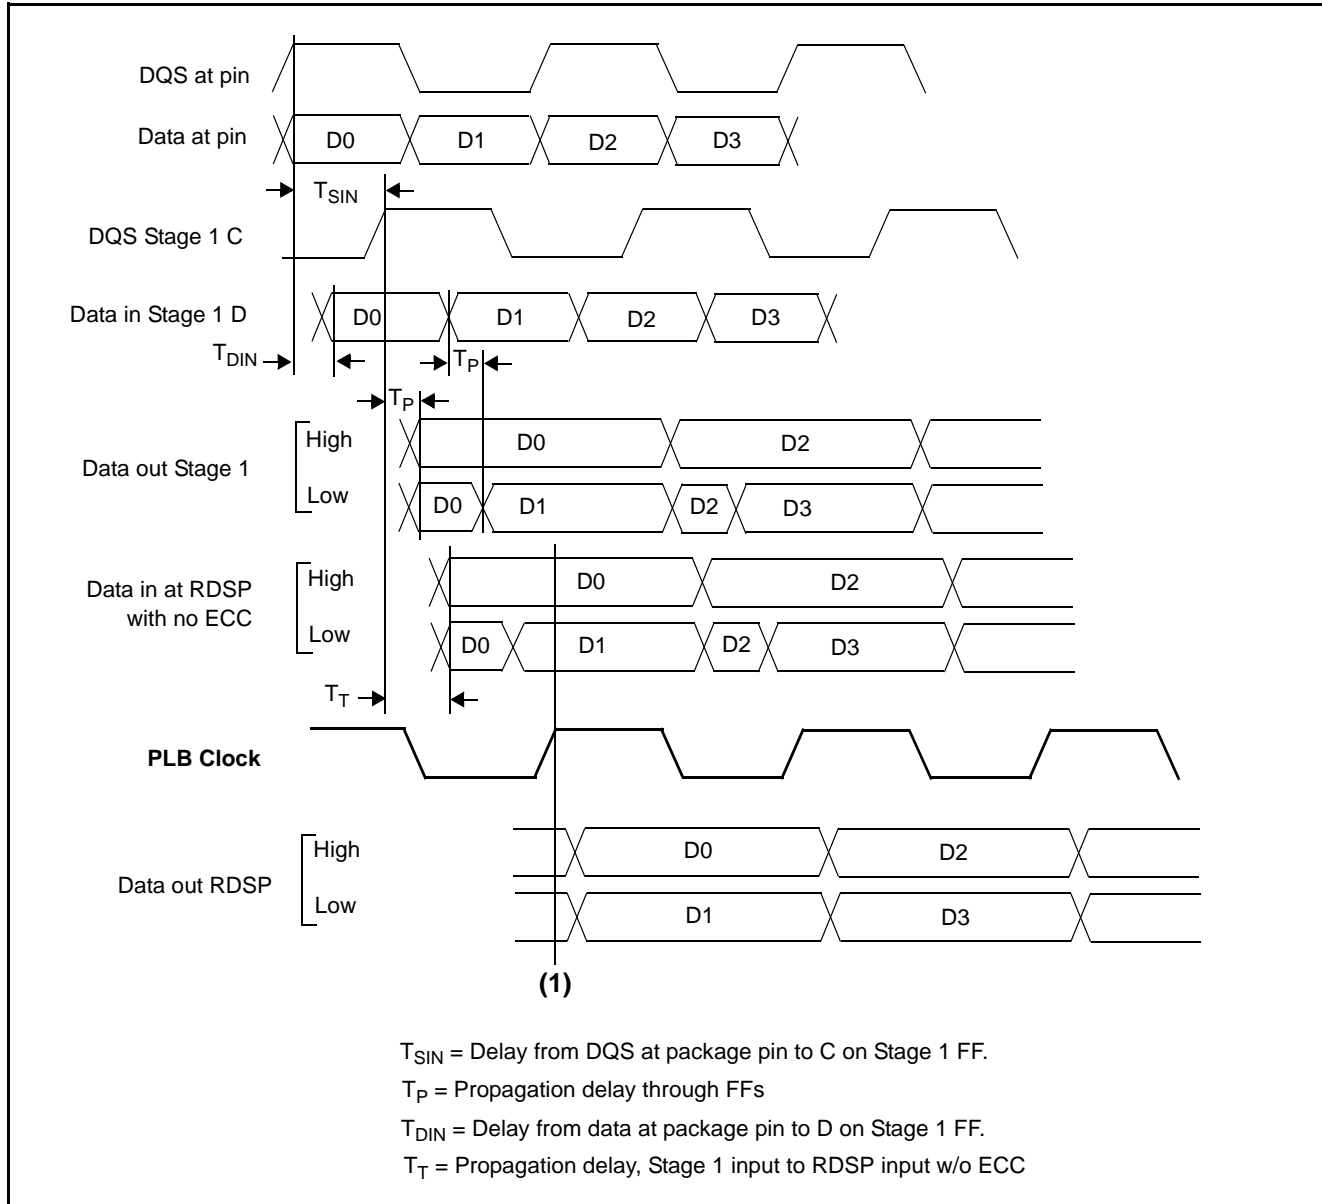 DQS at pin
Data at pin
D0 D1 D2 D3
TSIN
DQS Stage 1 C
Data in Stage 1 D
D0 D1 D2 D3
TDIN
TP
TP
Data out Stage 1
High
D0 D2
Low
D0 D1 D2 D3
Data in at RDSP
with no ECC
High
D0 D2
Low
D0 D1 D2 D3
TT
PLB Clock
Data out RDSP
High
D0 D2
Low
D1 D3
(1)
TSIN = Delay from DQS at package pin to C on Stage 1 FF.
TP = Propagation delay through FFs
TDIN = Delay from data at package pin to D on Stage 1 FF.
TT = Propagation delay, Stage 1 input to RDSP input w/o ECC